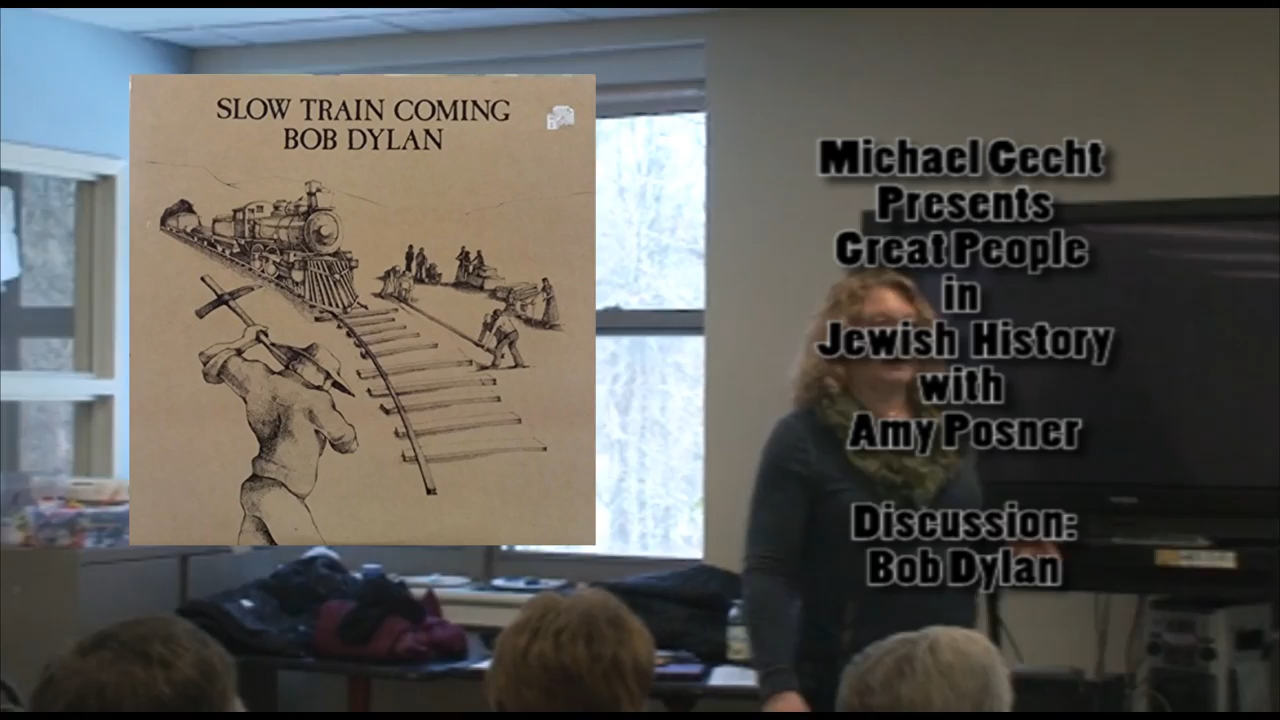 SLOW TRAIN COMING
BOB DYLAN
Michael Gecht
Presents
Great People
in
Jewish History
with
Amy Posner
Discussion:
Bob Dylan